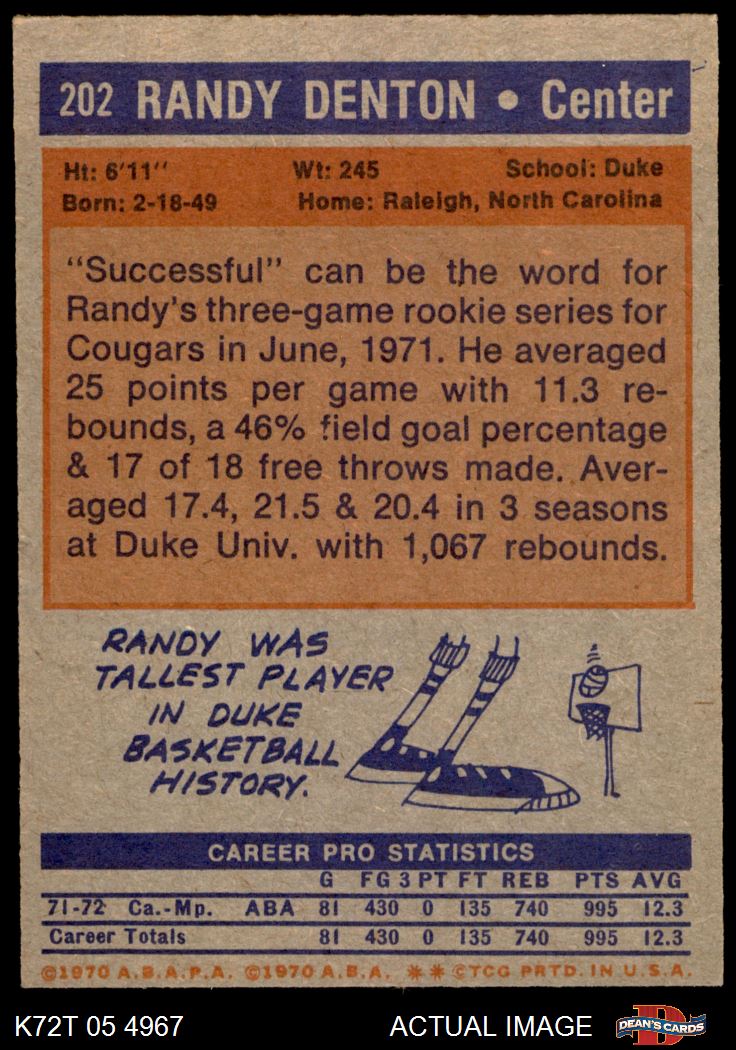 202 RANDY DENTON • Center
Ht: 6'11" Wt: 245 School: Duke
Born: 2-18-49 Home: Raleigh, North Carolina
"Successful" can be the word for
Randy's three-game rookie series for
Cougars in June, 1971. He averaged
25 points per game with 11.3 re-
bounds, a 46% field goal percentage
& 17 of 18 free throws made. Aver-
aged 17.4, 21.5 & 20.4 in 3 seasons
at Duke Univ. with 1,067 rebounds.
RANDY WAS
TALLEST PLAYER
IN DUKE
BASKETBALL
HISTORY.
CAREER PRO STATISTICS
G FG 3 PT FT REB PTS AVG
71-72 Ca.-Mp. ABA 81 430 0 135 740 995 12.3
Career Totals 81 430 0 135 740 995 12.3
©1970 A.B.A.P.A. ©1970 A.B.A. ** ©TCG PRTD. IN U.S.A.
K72T 05 4967 ACTUAL IMAGE DEAN'S CARDS